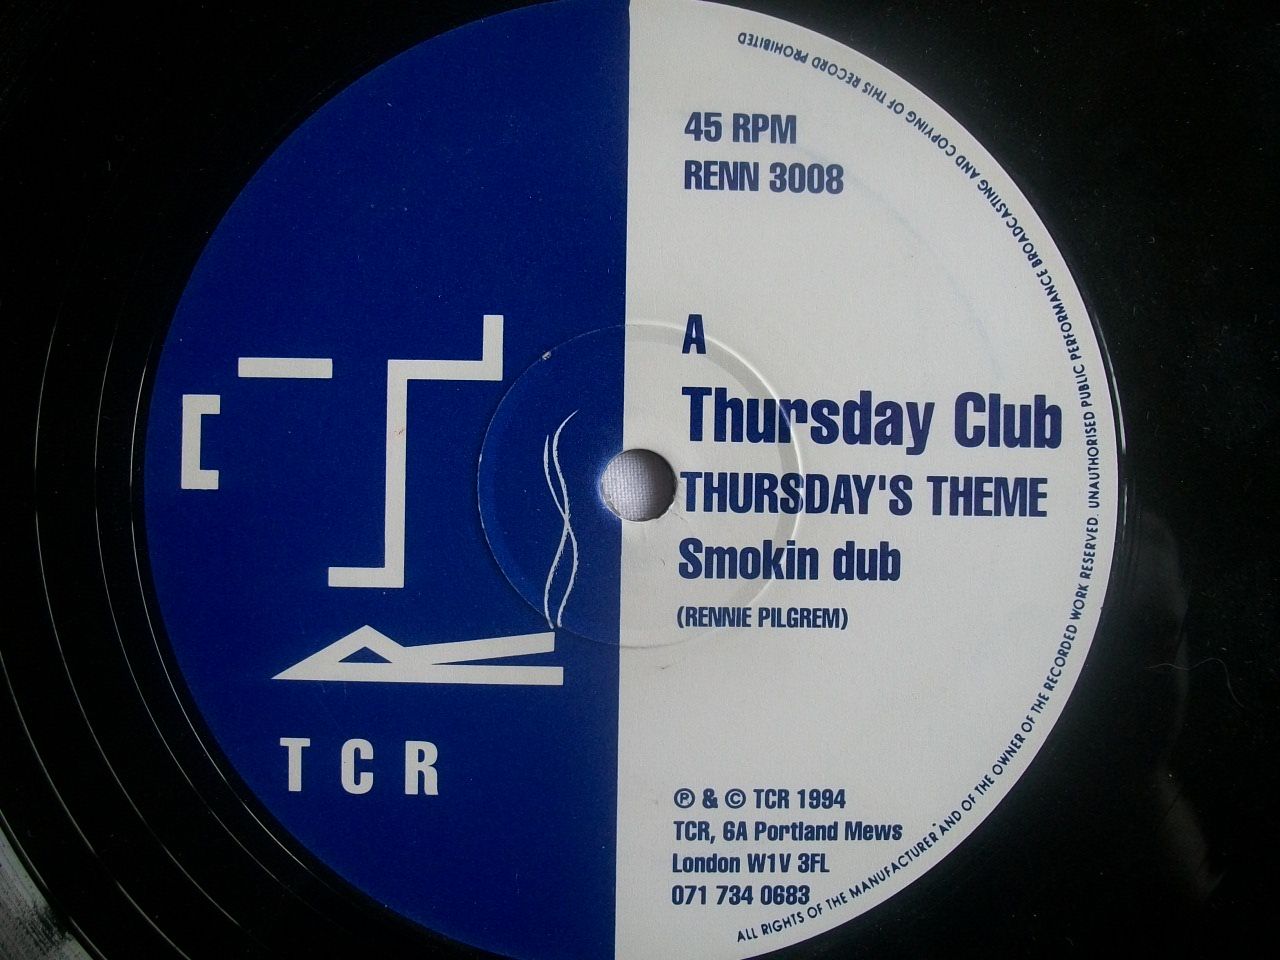 45 RPM
RENN 3008
A
Thursday Club
THURSDAY'S THEME
Smokin dub
(RENNIE PILGREM)
T C R
℗ & © TCR 1994
TCR, 6A Portland Mews
London W1V 3FL
071 734 0683
ALL RIGHTS OF THE MANUFACTURER AND OF THE OWNER OF THE RECORDED WORK RESERVED. UNAUTHORISED PUBLIC PERFORMANCE BROADCASTING AND COPYING OF THIS RECORD PROHIBITED